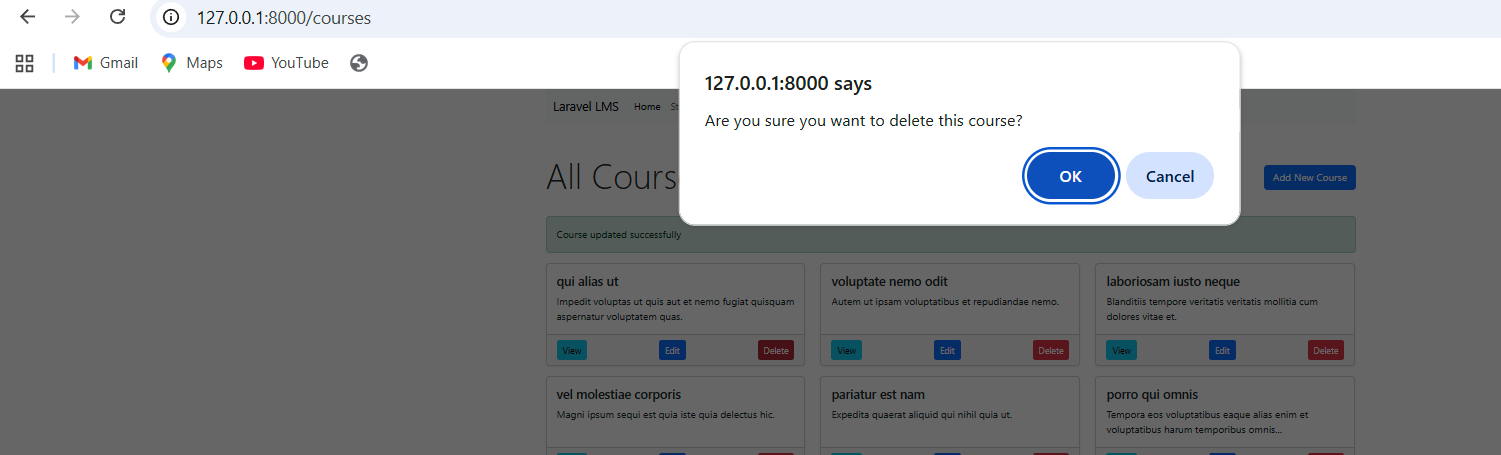 127.0.0.1:8000/courses
Gmail Maps YouTube
127.0.0.1:8000 says
Are you sure you want to delete this course?
OK Cancel
Laravel LMS Home St
All Cours
Add New Course
Course updated successfully
qui alias ut
Impedit voluptas ut quis aut et nemo fugiat quisquam
aspernatur voluptatem quas.
View Edit Delete
voluptate nemo odit
Autem ut ipsam voluptatibus et repudiandae nemo.
View Edit Delete
laboriosam iusto neque
Blanditiis tempore veritatis veritatis mollitia cum
dolores vitae et.
View Edit Delete
vel molestiae corporis
Magni ipsum sequi est quia iste quia delectus hic.
pariatur est nam
Expedita quaerat aliquid qui nihil quia ut.
porro qui omnis
Tempora eos voluptatibus eaque alias enim et
voluptatibus harum temporibus omnis...